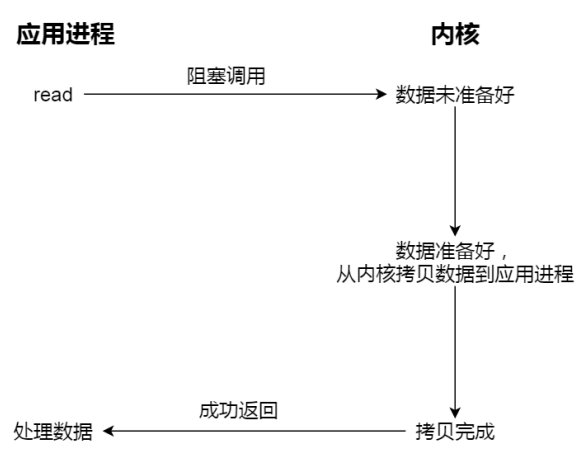 应用进程
内核
阻塞调用
read
数据未准备好
数据准备好，
从内核拷贝数据到应用进程
成功返回
处理数据
拷贝完成